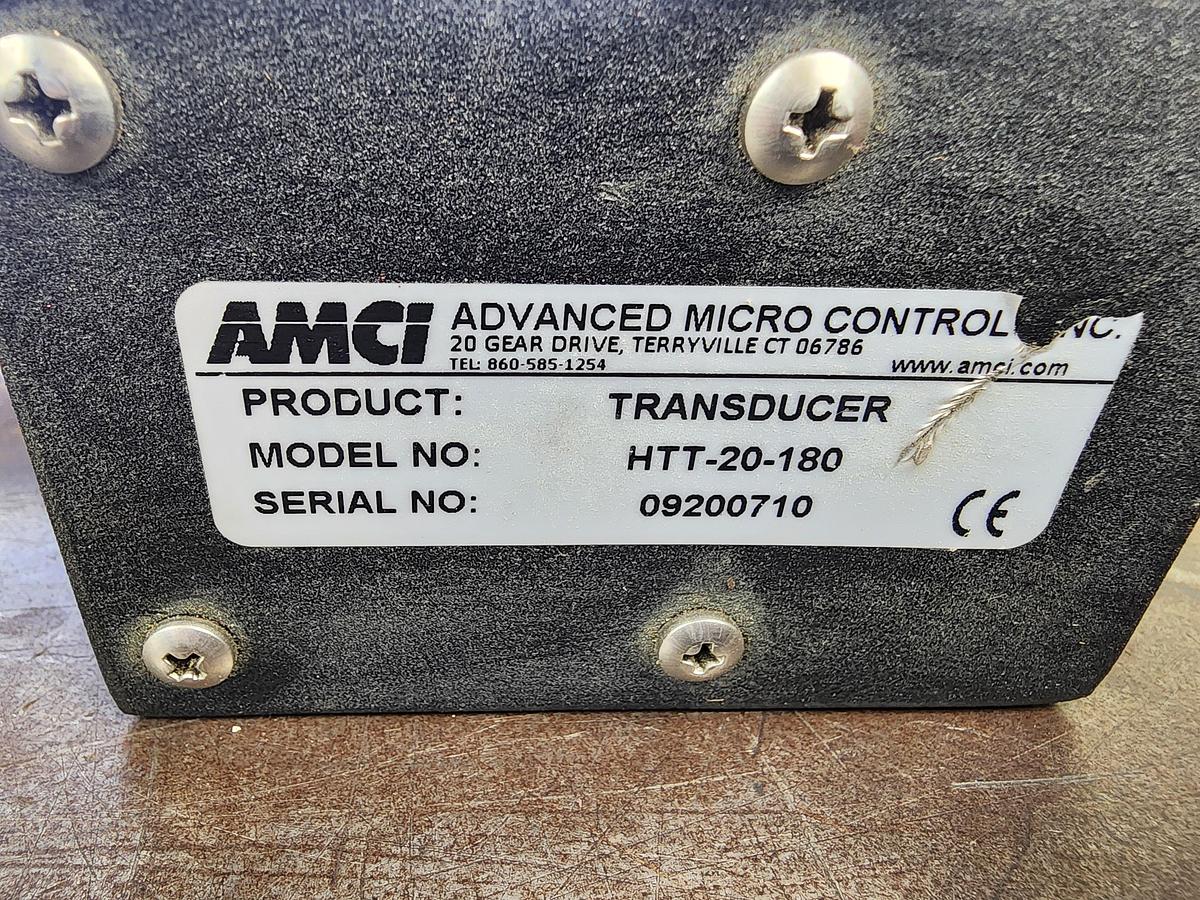 AMCI ADVANCED MICRO CONTROL NC.
20 GEAR DRIVE, TERRYVILLE CT 06786
TEL: 860-585-1254 www.amci.com
PRODUCT: TRANSDUCER
MODEL NO: HTT-20-180
SERIAL NO: 09200710
CE